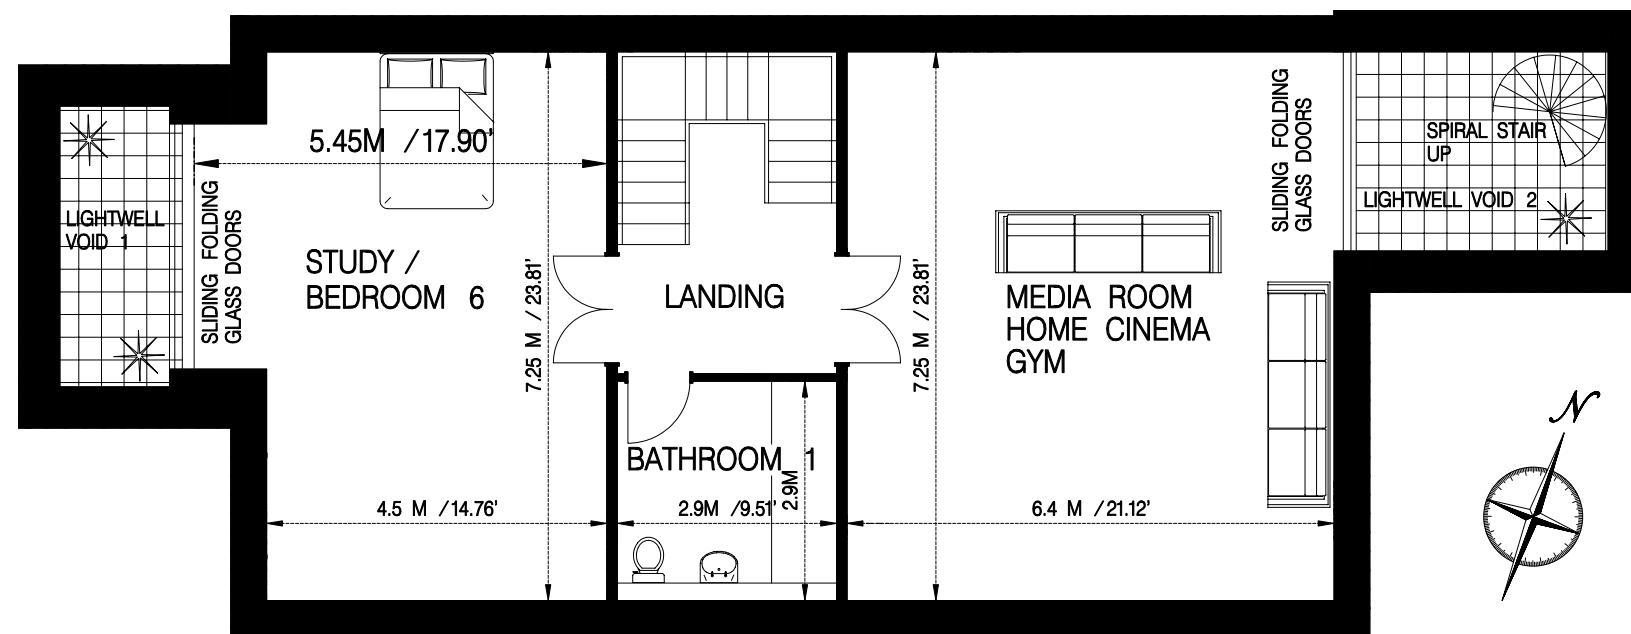 5.45M /17.90'
LIGHTWELL
VOID 1
SLIDING FOLDING
GLASS DOORS
STUDY /
BEDROOM 6
7.25 M / 23.81'
4.5 M /14.76'
LANDING
BATHROOM 1
2.9M /9.51'
2.9M
7.25 M / 23.81'
MEDIA ROOM
HOME CINEMA
GYM
6.4 M /21.12'
SLIDING FOLDING
GLASS DOORS
SPIRAL STAIR
UP
LIGHTWELL VOID 2
N